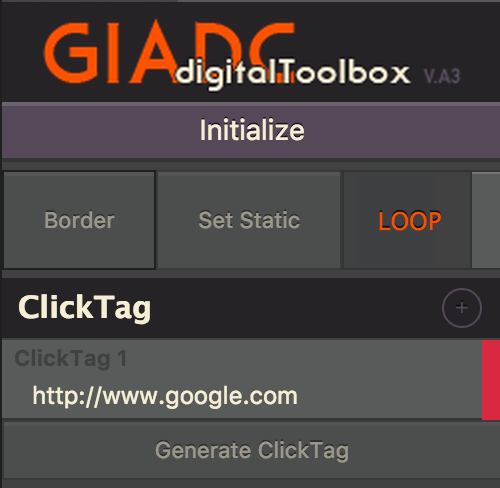 GIADC
digitalToolbox V.A3
Initialize
Border Set Static LOOP
ClickTag +
ClickTag 1
http://www.google.com
Generate ClickTag